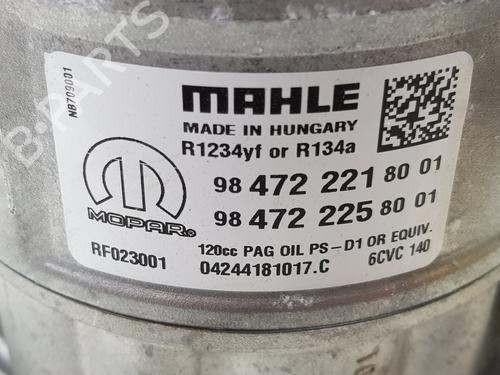 B-PARTS
NB709001
MAHLE
MADE IN HUNGARY
R1234yf or R134a
98 472 221 80 01
98 472 225 80 01
MOPAR®
RF023001
120cc PAG OIL PS-D1 OR EQUIV.
04244181017.C
6CVC 140